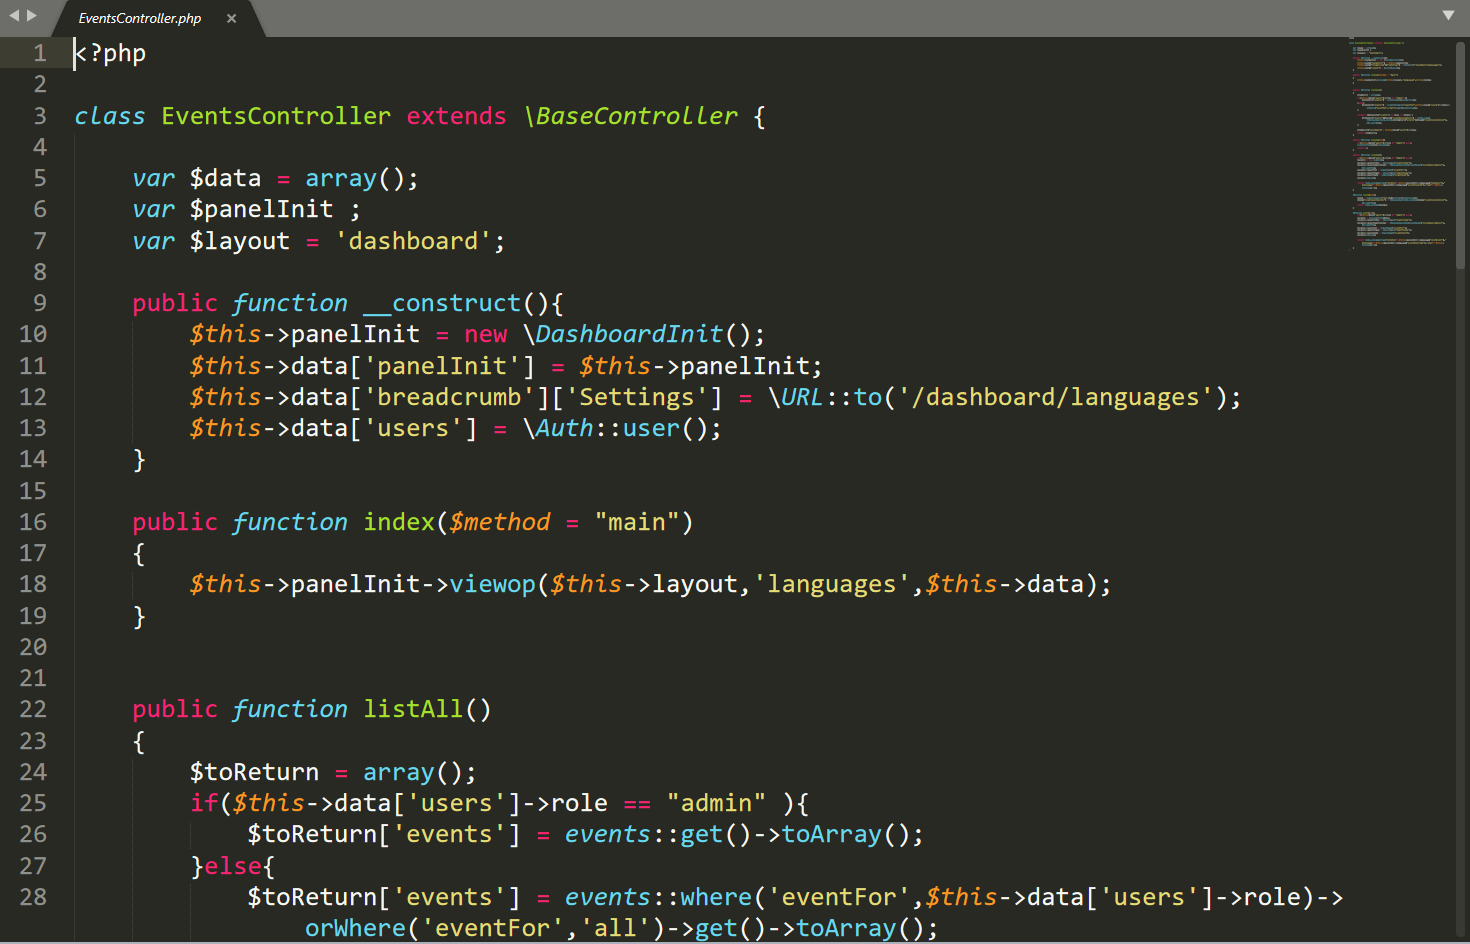 EventsController.php ×
1 <?php
2
3 class EventsController extends \BaseController {
4
5     var $data = array();
6     var $panelInit ;
7     var $layout = 'dashboard';
8
9     public function __construct(){
10         $this->panelInit = new \DashboardInit();
11         $this->data['panelInit'] = $this->panelInit;
12         $this->data['breadcrumb']['Settings'] = \URL::to('/dashboard/languages');
13         $this->data['users'] = \Auth::user();
14     }
15
16     public function index($method = "main")
17     {
18         $this->panelInit->viewop($this->layout,'languages',$this->data);
19     }
20
21
22     public function listAll()
23     {
24         $toReturn = array();
25         if($this->data['users']->role == "admin" ){
26             $toReturn['events'] = events::get()->toArray();
27         }else{
28             $toReturn['events'] = events::where('eventFor',$this->data['users']->role)->
                orWhere('eventFor','all')->get()->toArray();